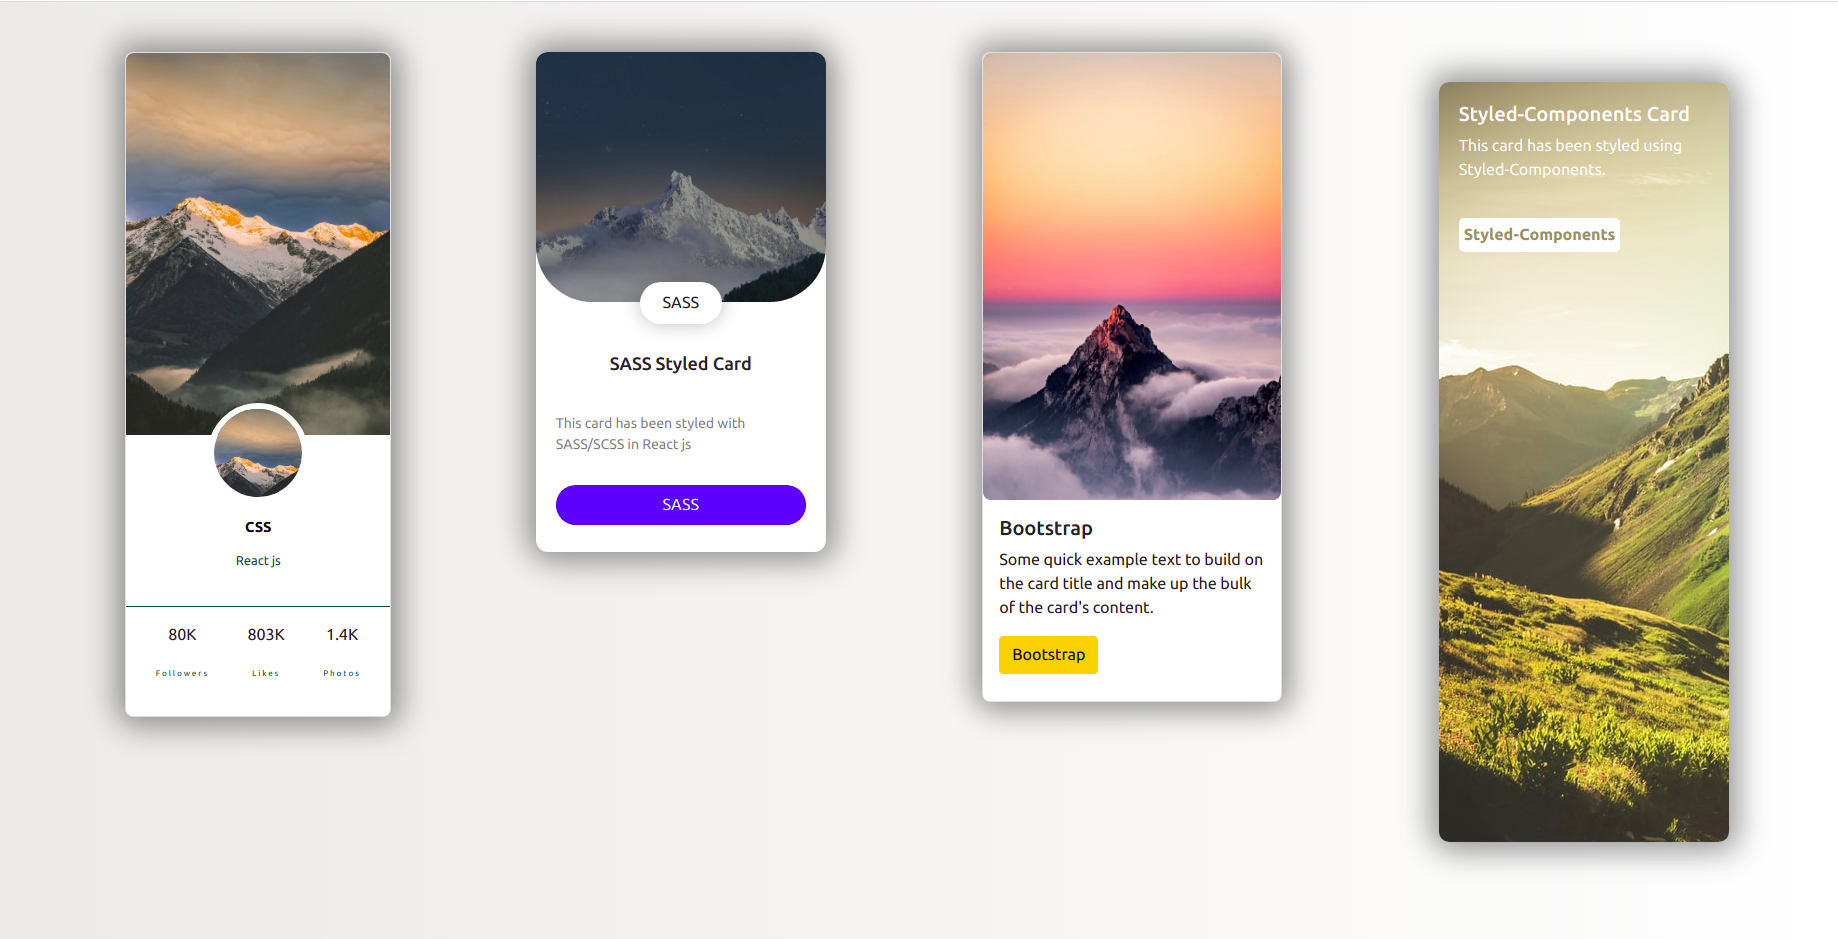 CSS
React js
80K
803K
1.4K
Followers
Likes
Photos
SASS
SASS Styled Card
This card has been styled with
SASS/SCSS in React js
SASS
Bootstrap
Some quick example text to build on
the card title and make up the bulk
of the card's content.
Bootstrap
Styled-Components Card
This card has been styled using
Styled-Components.
Styled-Components